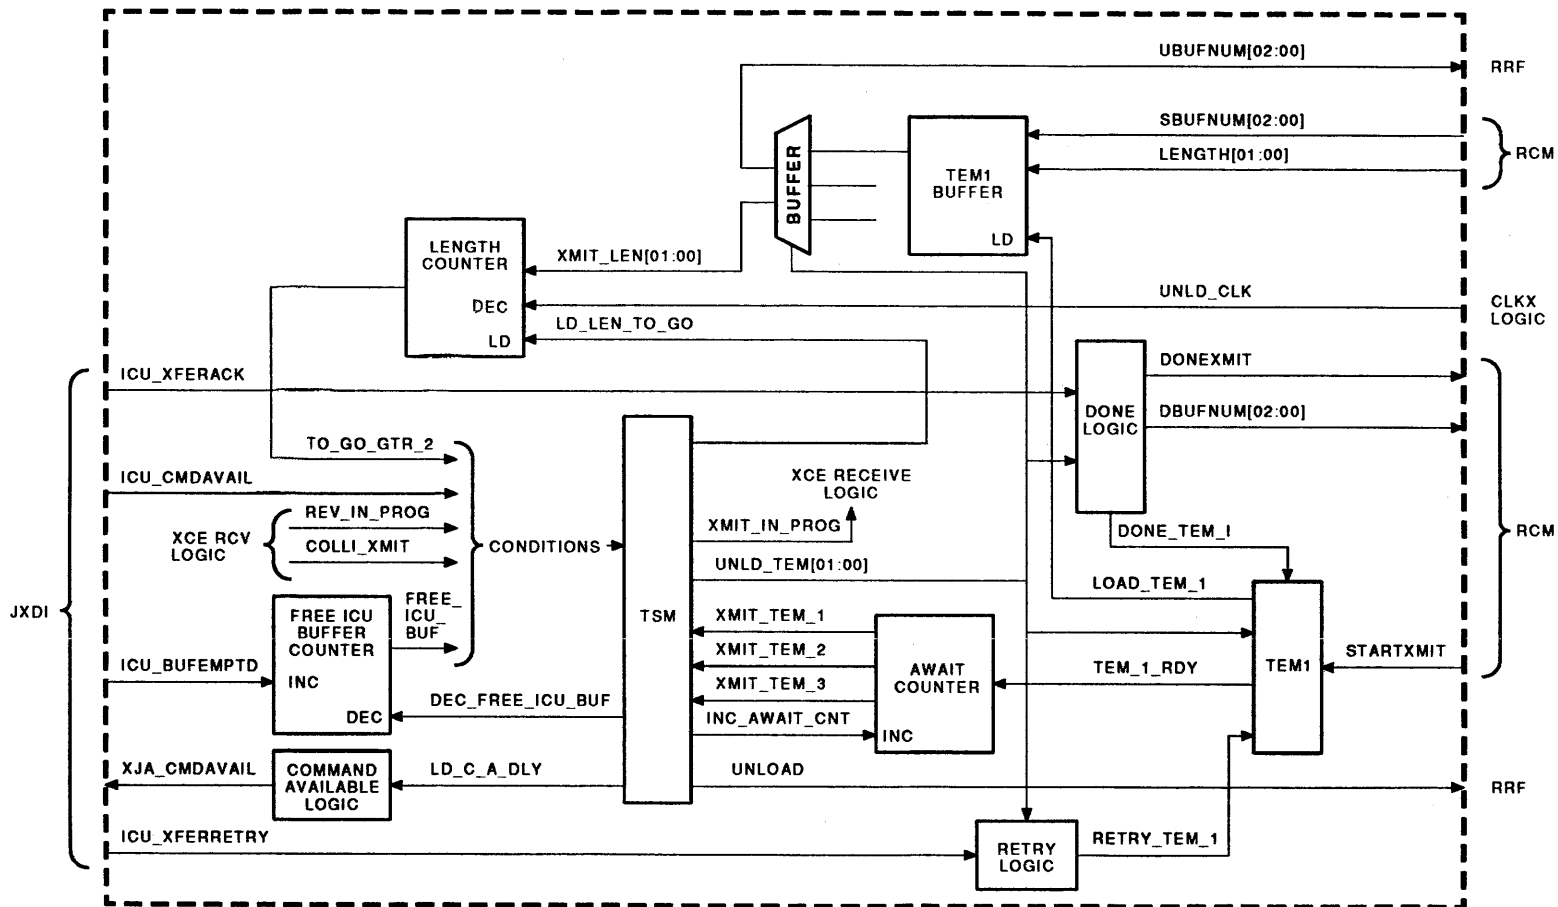 UBUFNUM[02:00]
RRF
SBUFNUM[02:00]
LENGTH[01:00]
RCM
BUFFER
TEM1
BUFFER
LD
LENGTH
COUNTER
DEC
LD
XMIT_LEN[01:00]
UNLD_CLK
CLKX
LOGIC
LD_LEN_TO_GO
ICU_XFERACK
DONE
LOGIC
DONEXMIT
DBUFNUM[02:00]
TO_GO_GTR_2
ICU_CMDAVAIL
XCE RCV
LOGIC
REV_IN_PROG
COLLI_XMIT
CONDITIONS
XCE RECEIVE
LOGIC
XMIT_IN_PROG
DONE_TEM_I
RCM
UNLD_TEM[01:00]
LOAD_TEM_1
JXDI
FREE ICU
BUFFER
COUNTER
INC
DEC
FREE_
ICU_
BUF
TSM
XMIT_TEM_1
XMIT_TEM_2
XMIT_TEM_3
INC_AWAIT_CNT
AWAIT
COUNTER
INC
TEM_1_RDY
TEM1
STARTXMIT
ICU_BUFEMPTD
DEC_FREE_ICU_BUF
XJA_CMDAVAIL
COMMAND
AVAILABLE
LOGIC
LD_C_A_DLY
UNLOAD
RRF
ICU_XFERRETRY
RETRY
LOGIC
RETRY_TEM_1